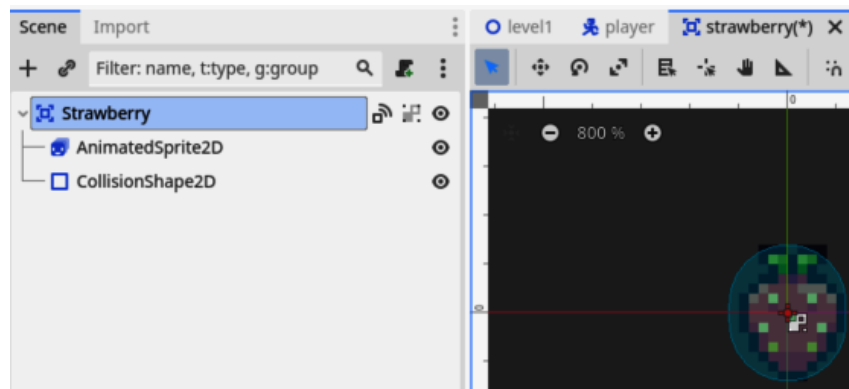 Scene Import
level1 player strawberry(*)
Filter: name, t:type, g:group
Strawberry
0
800 %
AnimatedSprite2D
CollisionShape2D
0